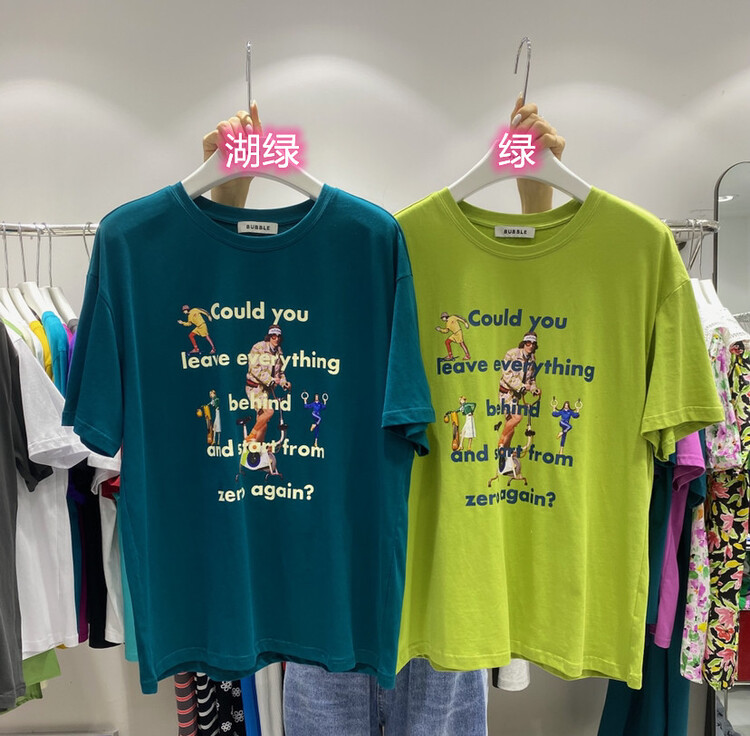 湖绿
绿
BUBBLE
BUBBLE
Could you
leave everything
behind
and start from
zero again?
Could you
leave everything
behind
and start from
zero again?